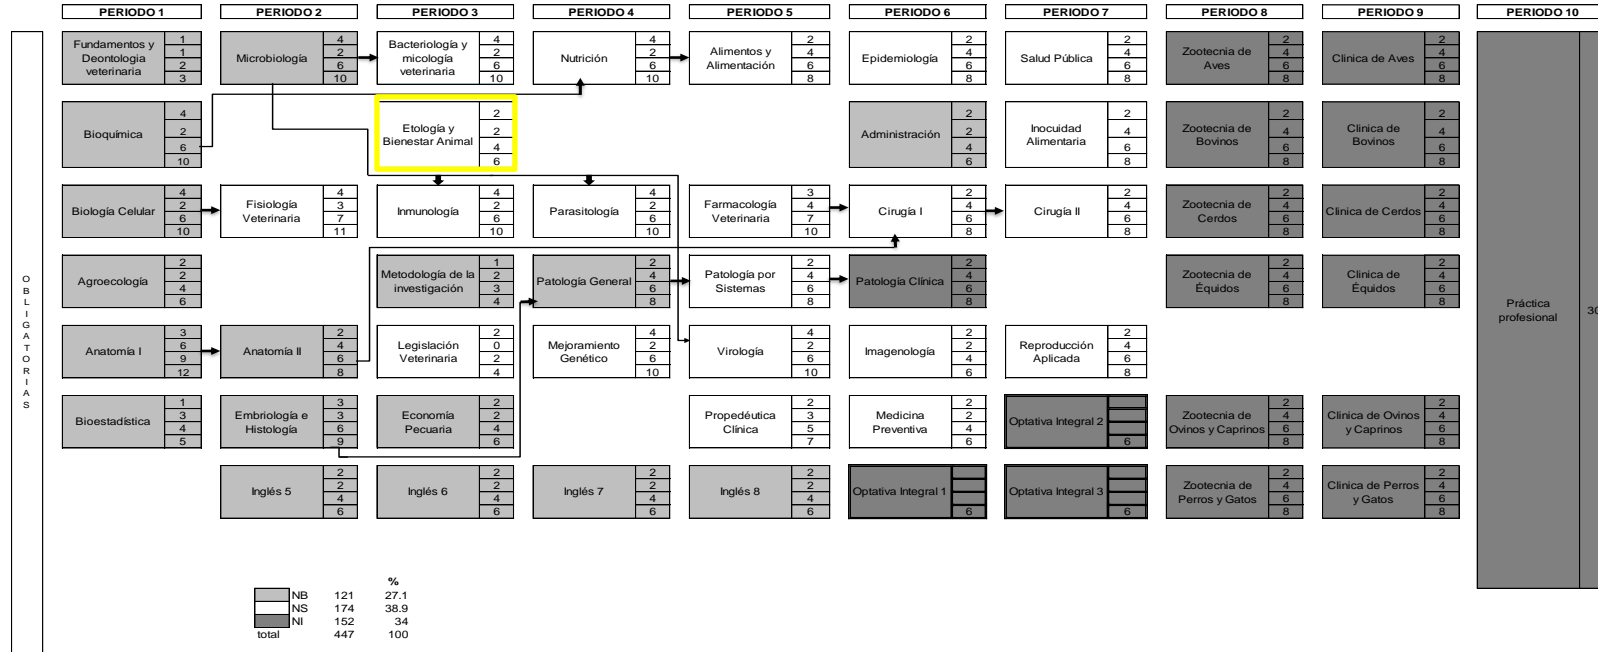 PERIODO 1 PERIODO 2 PERIODO 3 PERIODO 4 PERIODO 5 PERIODO 6 PERIODO 7 PERIODO 8 PERIODO 9 PERIODO 10
OBLIGATORIAS
Fundamentos y
Deontologia
veterinaria
1
1
2
3
Microbiología
4
2
6
10
Bacteriología y
micología
veterinaria
4
2
6
10
Nutrición
4
2
6
10
Alimentos y
Alimentación
2
4
6
8
Epidemiología
2
4
6
8
Salud Pública
2
4
6
8
Zootecnia de
Aves
2
4
6
8
Clinica de Aves
2
4
6
8
Bioquímica
4
2
6
10
Etología y
Bienestar Animal
2
2
4
6
Administración
2
2
4
6
Inocuidad
Alimentaria
2
4
6
8
Zootecnia de
Bovinos
2
4
6
8
Clinica de
Bovinos
2
4
6
8
Biología Celular
4
2
6
10
Fisiología
Veterinaria
4
3
7
11
Inmunología
4
2
6
10
Parasitología
4
2
6
10
Farmacología
Veterinaria
3
4
7
10
Cirugía I
2
4
6
8
Cirugía II
2
4
6
8
Zootecnia de
Cerdos
2
4
6
8
Clinica de Cerdos
2
4
6
8
Agroecología
2
2
4
6
Metodología de la
investigación
1
2
3
4
Patología General
2
4
6
8
Patología por
Sistemas
2
4
6
8
Patología Clínica
2
4
6
8
Zootecnia de
Équidos
2
4
6
8
Clinica de
Équidos
2
4
6
8
Práctica
profesional
30
Anatomía I
3
6
9
12
Anatomía II
2
4
6
8
Legislación
Veterinaria
2
0
2
4
Mejoramiento
Genético
4
2
6
10
Virología
4
2
6
10
Imagenología
2
2
4
6
Reproducción
Aplicada
2
4
6
8
Bioestadística
1
3
4
5
Embriología e
Histología
3
3
6
9
Economía
Pecuaria
2
2
4
6
Propedéutica
Clínica
2
3
5
7
Medicina
Preventiva
2
2
4
6
Optativa Integral 2
6
Zootecnia de
Ovinos y Caprinos
2
4
6
8
Clinica de Ovinos
y Caprinos
2
4
6
8
Inglés 5
2
2
4
6
Inglés 6
2
2
4
6
Inglés 7
2
2
4
6
Inglés 8
2
2
4
6
Optativa Integral 1
6
Optativa Integral 3
6
Zootecnia de
Perros y Gatos
2
4
6
8
Clinica de Perros
y Gatos
2
4
6
8
%
NB 121 27.1
NS 174 38.9
NI 152 34
total 447 100